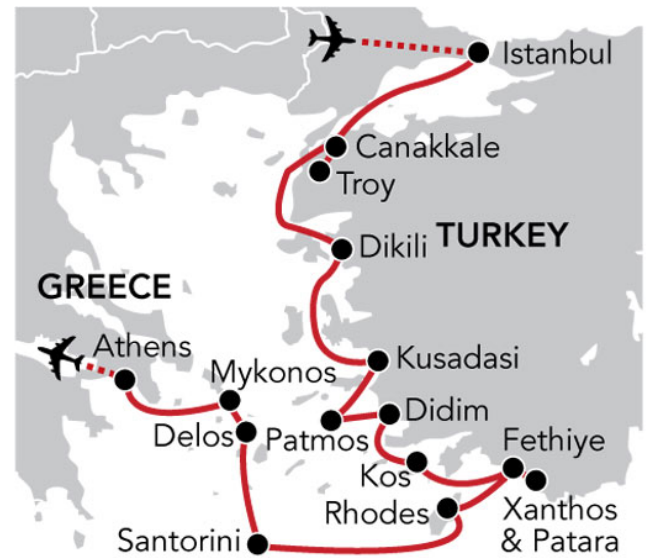 Istanbul
Canakkale
Troy
Dikili
TURKEY
GREECE
Athens
Kusadasi
Mykonos
Didim
Delos
Patmos
Fethiye
Kos
Xanthos
& Patara
Rhodes
Santorini